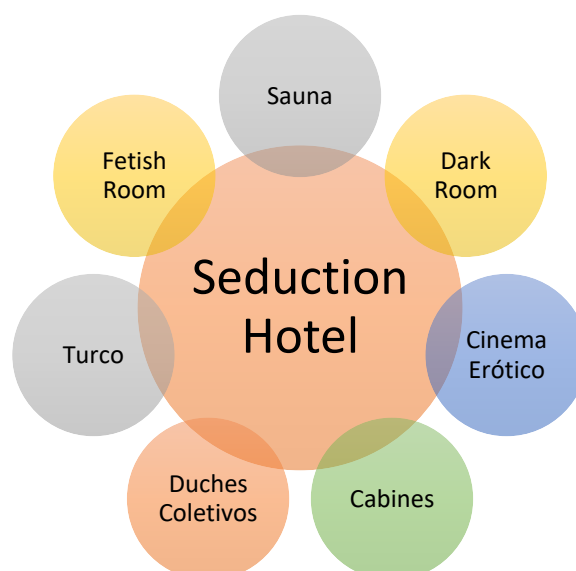 Sauna
Fetish
Room
Dark
Room
Seduction
Hotel
Turco
Cinema
Erótico
Duches
Coletivos
Cabines